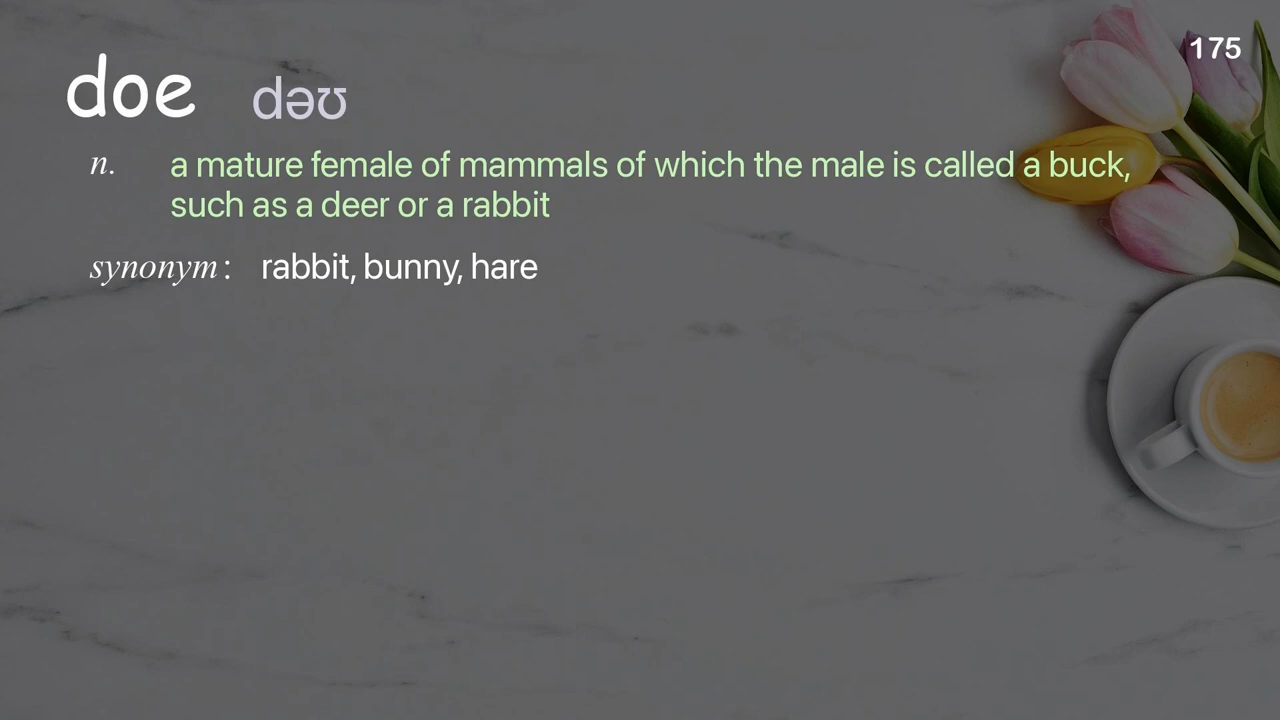 175
doe dəʊ
n. a mature female of mammals of which the male is called a buck,
such as a deer or a rabbit
synonym: rabbit, bunny, hare